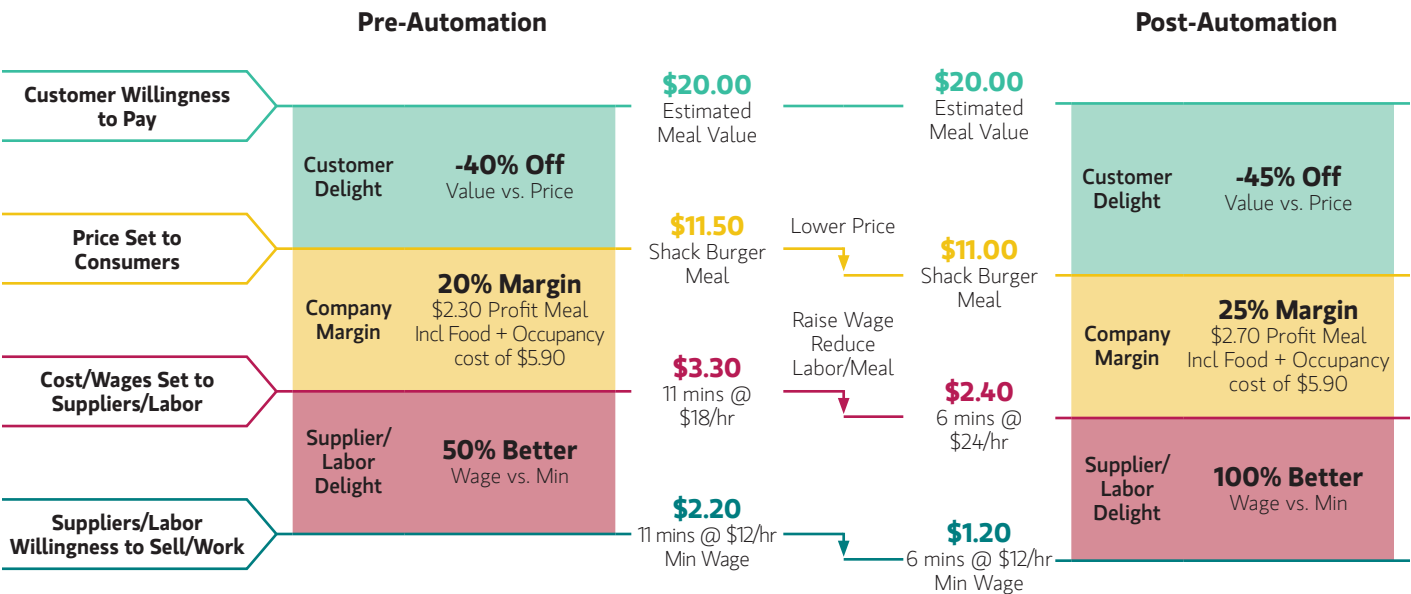 Pre-Automation
Post-Automation
Customer Willingness
to Pay
Price Set to
Consumers
Cost/Wages Set to
Suppliers/Labor
Suppliers/Labor
Willingness to Sell/Work
Customer
Delight
-40% Off
Value vs. Price
Company
Margin
20% Margin
$2.30 Profit Meal
Incl Food + Occupancy
cost of $5.90
Supplier/
Labor
Delight
50% Better
Wage vs. Min
$20.00
Estimated
Meal Value
$11.50
Shack Burger
Meal
$3.30
11 mins @
$18/hr
$2.20
11 mins @ $12/hr
Min Wage
Lower Price
Raise Wage
Reduce
Labor/Meal
$20.00
Estimated
Meal Value
$11.00
Shack Burger
Meal
$2.40
6 mins @
$24/hr
$1.20
6 mins @ $12/hr
Min Wage
Customer
Delight
-45% Off
Value vs. Price
Company
Margin
25% Margin
$2.70 Profit Meal
Incl Food + Occupancy
cost of $5.90
Supplier/
Labor
Delight
100% Better
Wage vs. Min